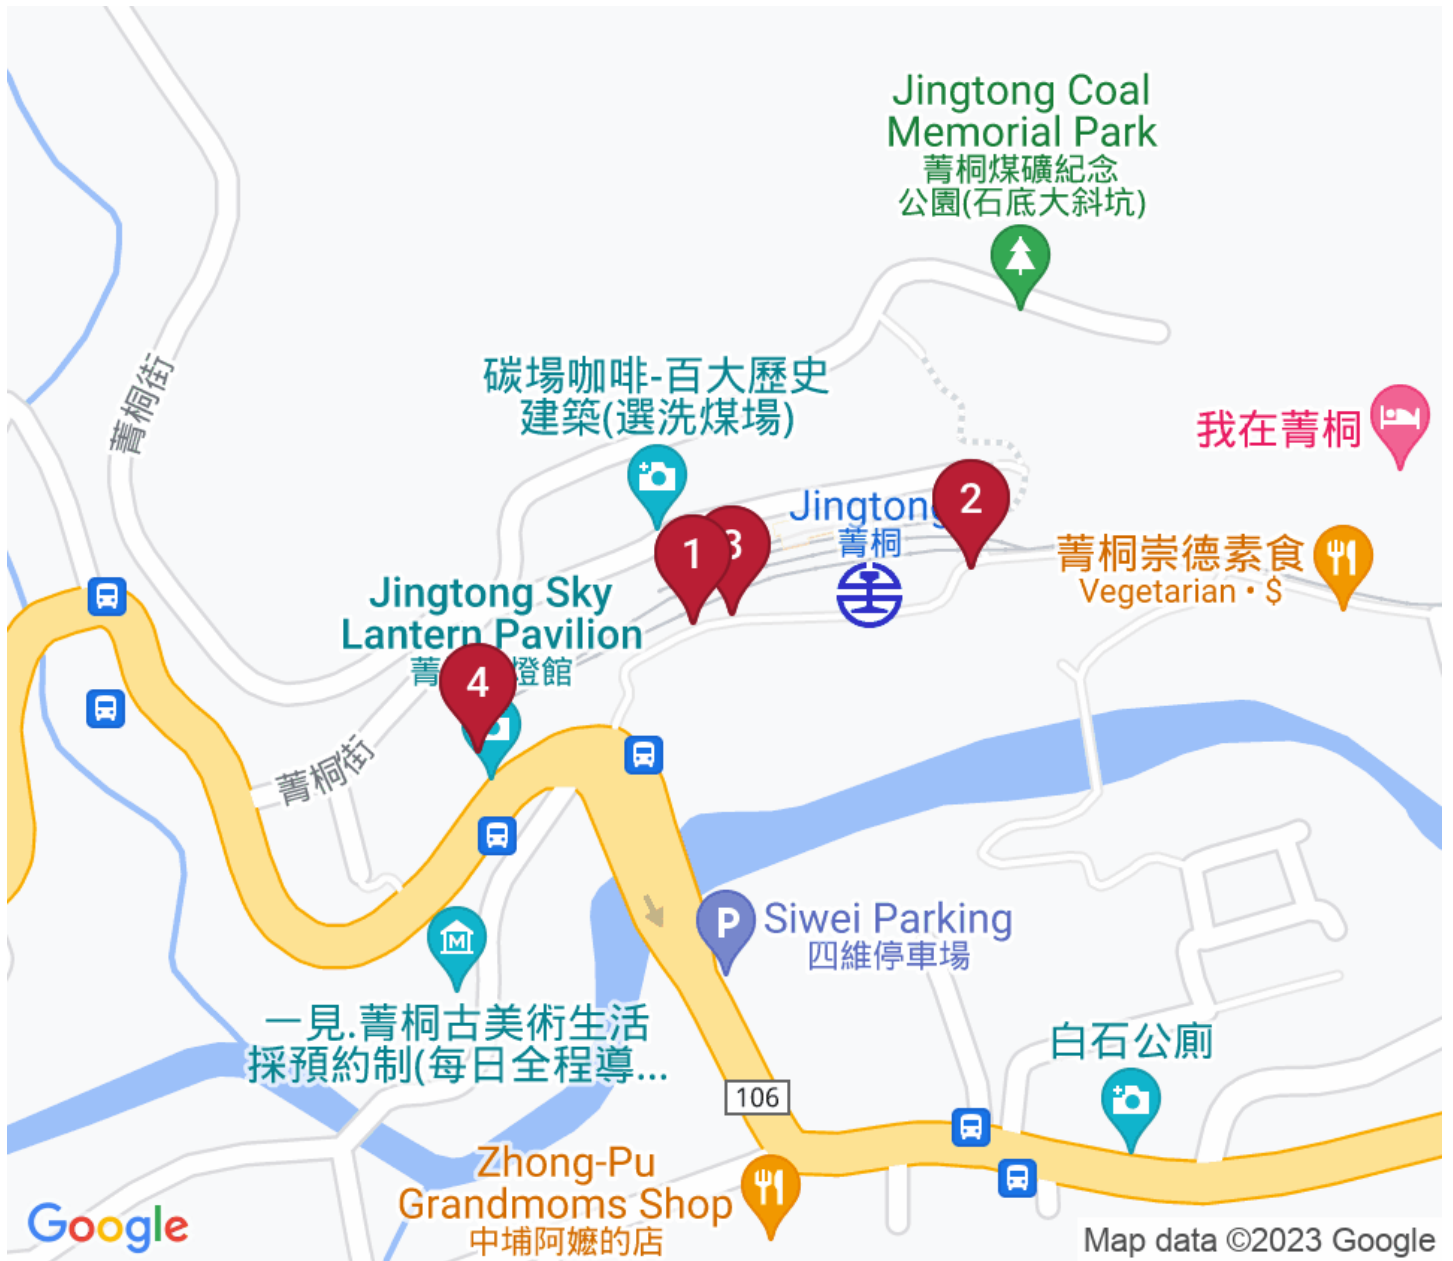 Jingtong Coal
Memorial Park
菁桐煤礦紀念
公園(石底大斜坑)
菁桐街
碳場咖啡-百大歷史
建築(選洗煤場)
我在菁桐
2
Jingtong
菁桐
1
3
菁桐崇德素食
Vegetarian • $
Jingtong Sky
Lantern Pavilion
菁 燈館
4
菁桐街
P
Siwei Parking
四維停車場
M
一見.菁桐古美術生活
採預約制(每日全程導...
白石公廁
106
Zhong-Pu
Grandmoms Shop
中埔阿嬤的店
Google
Map data ©2023 Google